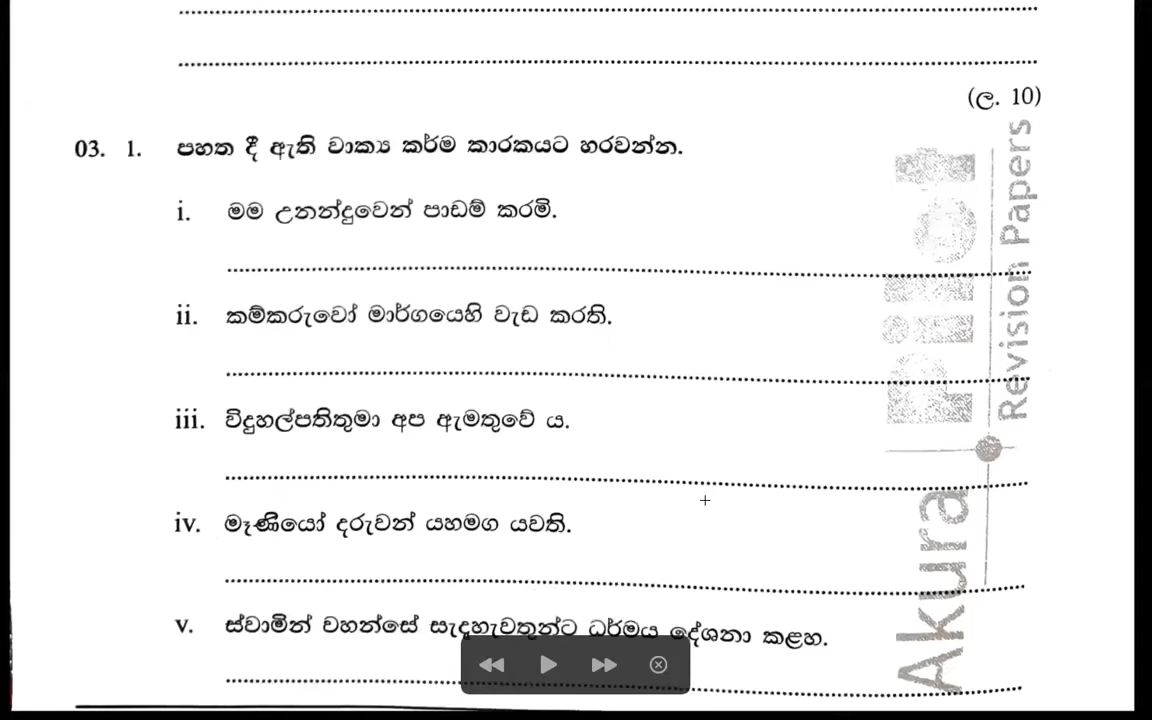 (ල. 10)
03. 1. පහත දී ඇති වාක්‍ය කර්ම කාරකයට හරවන්න.
i. මම උනන්දුවෙන් පාඩම් කරමි.
ii. කම්කරුවෝ මාර්ගයෙහි වැඩ කරති.
iii. විදුහල්පතිතුමා අප ඇමතුවේ ය.
iv. මෑණියෝ දරුවන් යහමග යවති.
v. ස්වාමින් වහන්සේ සැදැහැවතුන්ට ධර්මය දේශනා කළහ.
Akura Pilot
Revision Papers